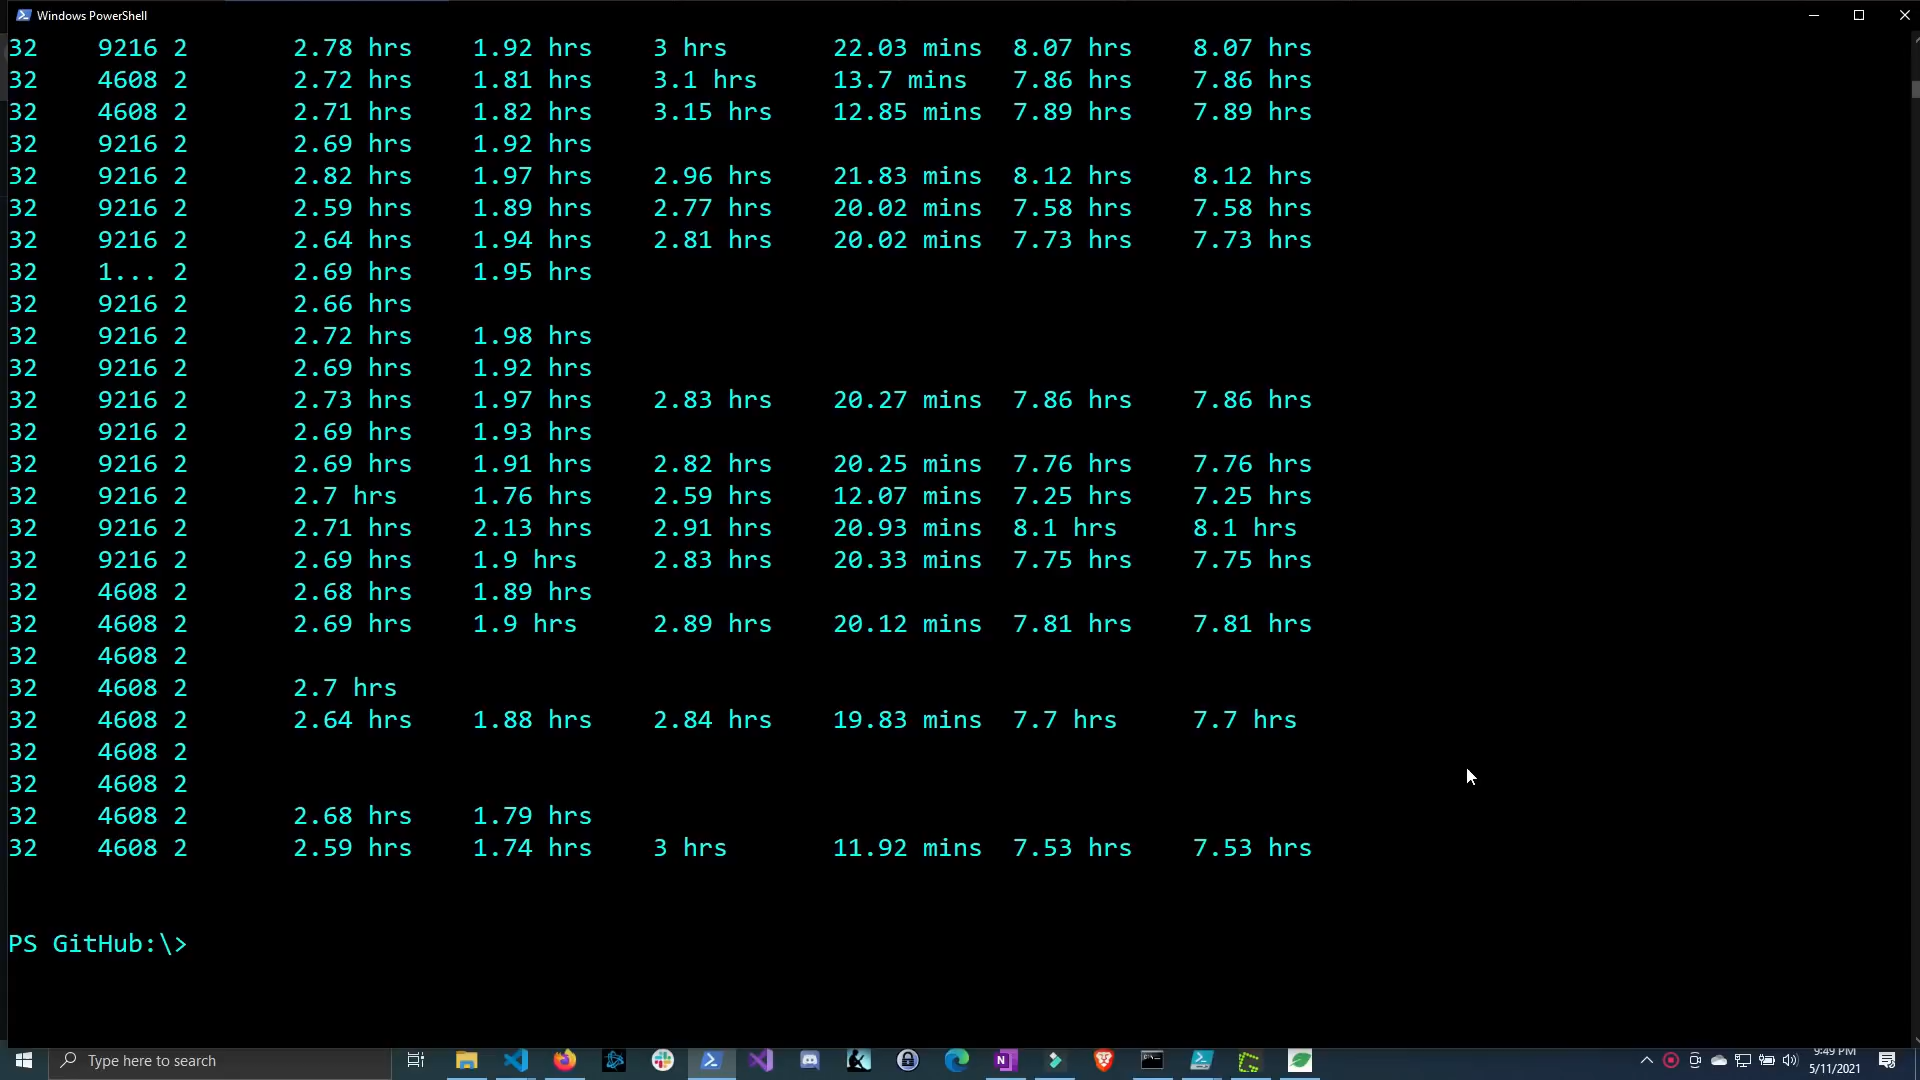 Windows PowerShell
32 9216 2 2.78 hrs 1.92 hrs 3 hrs 22.03 mins 8.07 hrs 8.07 hrs
32 4608 2 2.72 hrs 1.81 hrs 3.1 hrs 13.7 mins 7.86 hrs 7.86 hrs
32 4608 2 2.71 hrs 1.82 hrs 3.15 hrs 12.85 mins 7.89 hrs 7.89 hrs
32 9216 2 2.69 hrs 1.92 hrs
32 9216 2 2.82 hrs 1.97 hrs 2.96 hrs 21.83 mins 8.12 hrs 8.12 hrs
32 9216 2 2.59 hrs 1.89 hrs 2.77 hrs 20.02 mins 7.58 hrs 7.58 hrs
32 9216 2 2.64 hrs 1.94 hrs 2.81 hrs 20.02 mins 7.73 hrs 7.73 hrs
32 1... 2 2.69 hrs 1.95 hrs
32 9216 2 2.66 hrs
32 9216 2 2.72 hrs 1.98 hrs
32 9216 2 2.69 hrs 1.92 hrs
32 9216 2 2.73 hrs 1.97 hrs 2.83 hrs 20.27 mins 7.86 hrs 7.86 hrs
32 9216 2 2.69 hrs 1.93 hrs
32 9216 2 2.69 hrs 1.91 hrs 2.82 hrs 20.25 mins 7.76 hrs 7.76 hrs
32 9216 2 2.7 hrs 1.76 hrs 2.59 hrs 12.07 mins 7.25 hrs 7.25 hrs
32 9216 2 2.71 hrs 2.13 hrs 2.91 hrs 20.93 mins 8.1 hrs 8.1 hrs
32 9216 2 2.69 hrs 1.9 hrs 2.83 hrs 20.33 mins 7.75 hrs 7.75 hrs
32 4608 2 2.68 hrs 1.89 hrs
32 4608 2 2.69 hrs 1.9 hrs 2.89 hrs 20.12 mins 7.81 hrs 7.81 hrs
32 4608 2
32 4608 2 2.7 hrs
32 4608 2 2.64 hrs 1.88 hrs 2.84 hrs 19.83 mins 7.7 hrs 7.7 hrs
32 4608 2
32 4608 2
32 4608 2 2.68 hrs 1.79 hrs
32 4608 2 2.59 hrs 1.74 hrs 3 hrs 11.92 mins 7.53 hrs 7.53 hrs
PS GitHub:\>
Type here to search
9:49 PM
5/11/2021